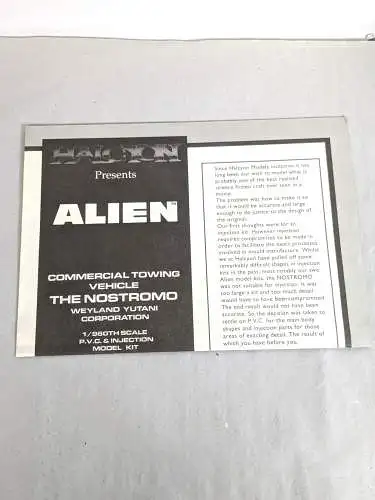 HALCYON
Presents
ALIEN™
COMMERCIAL TOWING
VEHICLE
THE NOSTROMO
WEYLAND YUTANI
CORPORATION
1/960TH SCALE
P.V.C. & INJECTION
MODEL KIT
Since Halcyon Models inception it has
long been our wish to model what is
probably one of the best realised
science fiction craft ever seen in a
movie.
The problem was how to make it so
that it would be accurate and large
enough to do justice to the design of
the original.
Our first thoughts were for an
injected kit. However injection
requires compromises to be made in
order to facilitate the basic processes
involved in mould manufacture. Whilst
we at Halcyon have pulled off some
remarkably difficult shapes in injection
kits in the past, most notably our own
Alien model kits, the NOSTROMO
was not suitable for injection. It was
too large a kit and too much detail
would have to have been compromised.
The end result would not have been
accurate. So the decision was taken to
settle on P.V.C. for the main body
shapes and injection parts for those
areas of exacting detail. The result of
which you have before you.